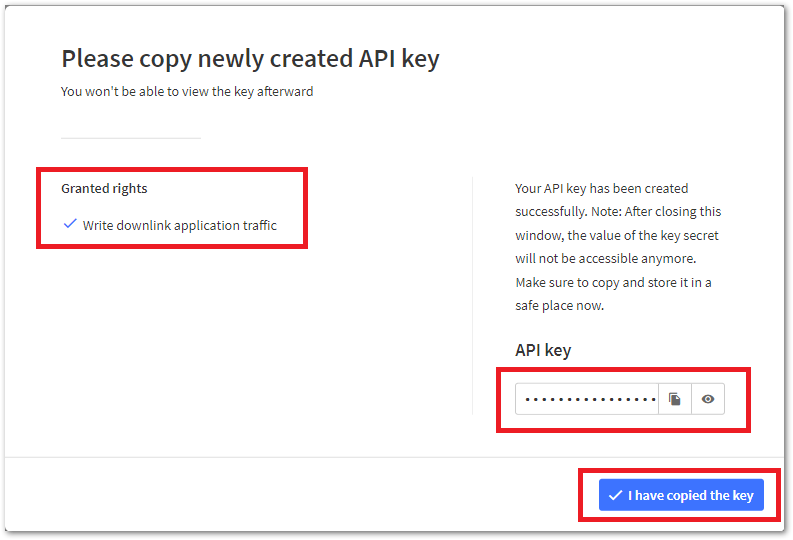 Please copy newly created API key
You won't be able to view the key afterward
Granted rights
Write downlink application traffic
Your API key has been created
successfully. Note: After closing this
window, the value of the key secret
will not be accessible anymore.
Make sure to copy and store it in a
safe place now.
API key
••••••••••••••••
I have copied the key